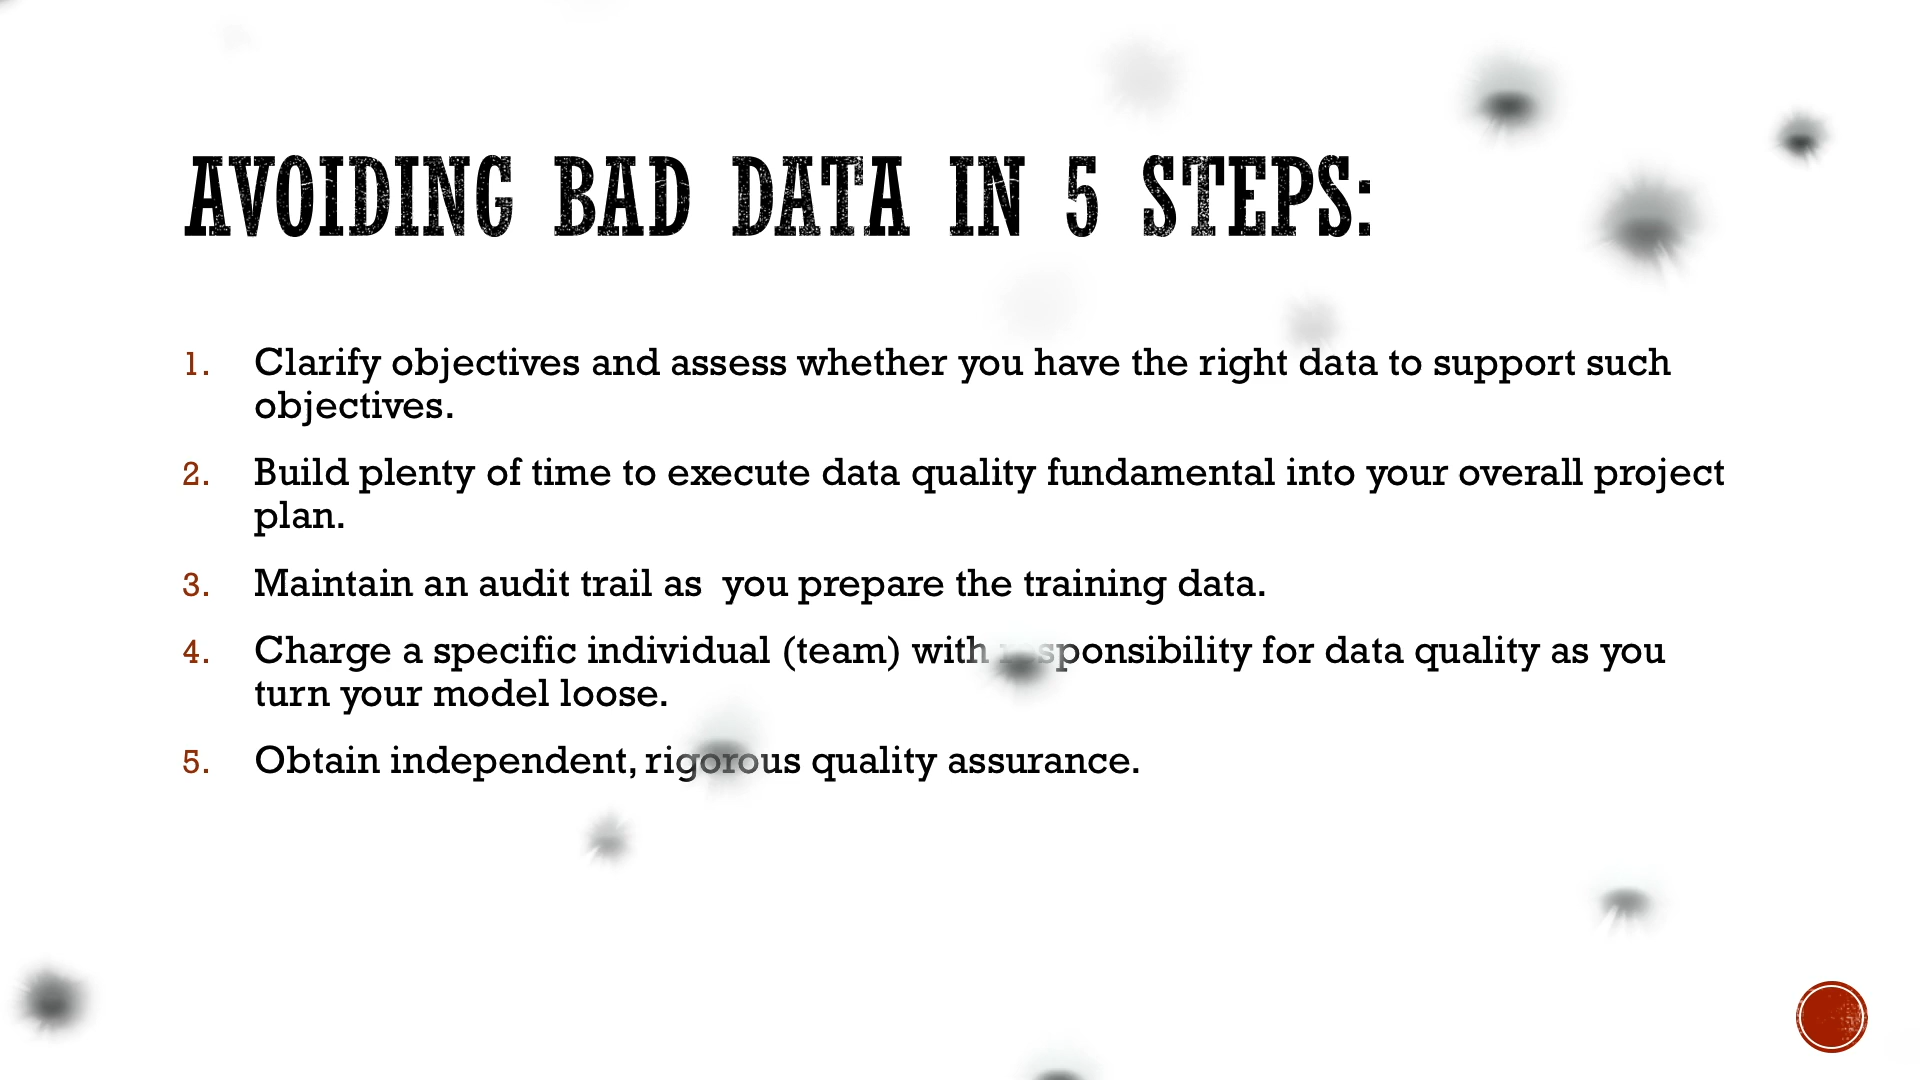 AVOIDING BAD DATA IN 5 STEPS:
1. Clarify objectives and assess whether you have the right data to support such
objectives.
2. Build plenty of time to execute data quality fundamental into your overall project
plan.
3. Maintain an audit trail as  you prepare the training data.
4. Charge a specific individual (team) with responsibility for data quality as you
turn your model loose.
5. Obtain independent, rigorous quality assurance.